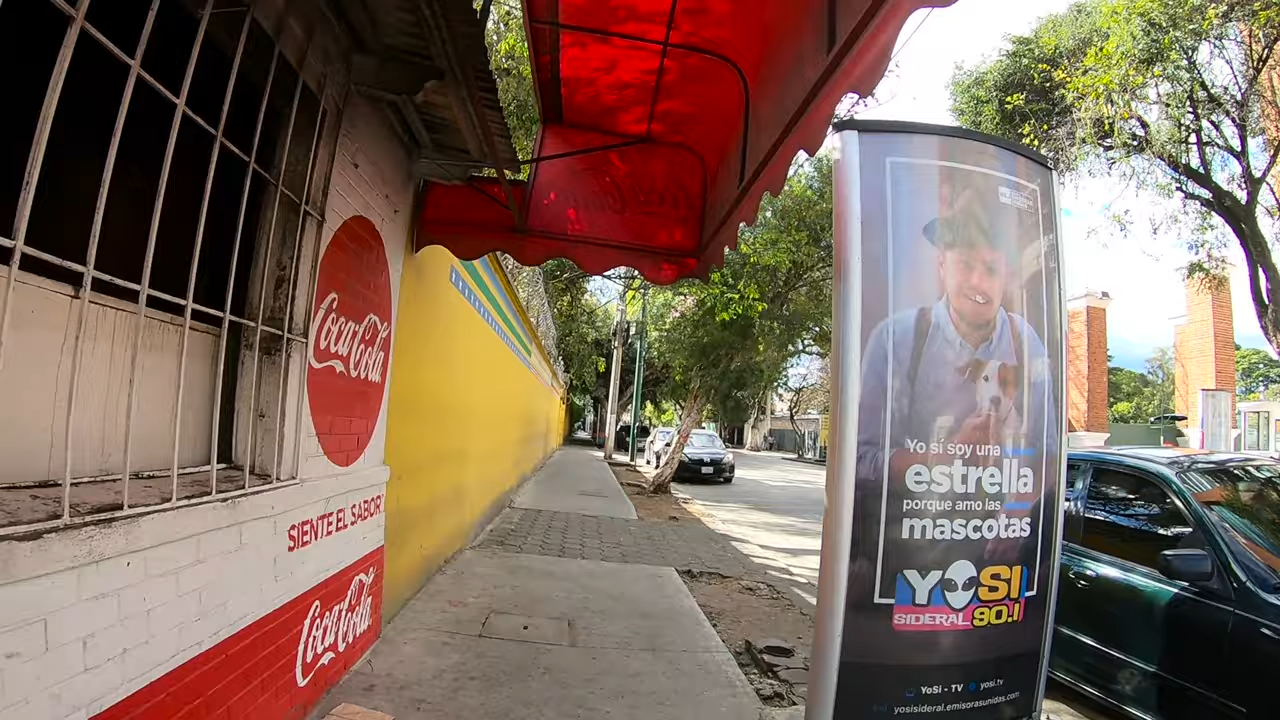 Coca-Cola
SIENTE EL SABOR
Coca-Cola
Yo sí soy una
estrella
porque amo las
mascotas
YOSI
SIDERAL 90.1
YoSi - TV yosi.tv
yosisideral.emisorasunidas.com